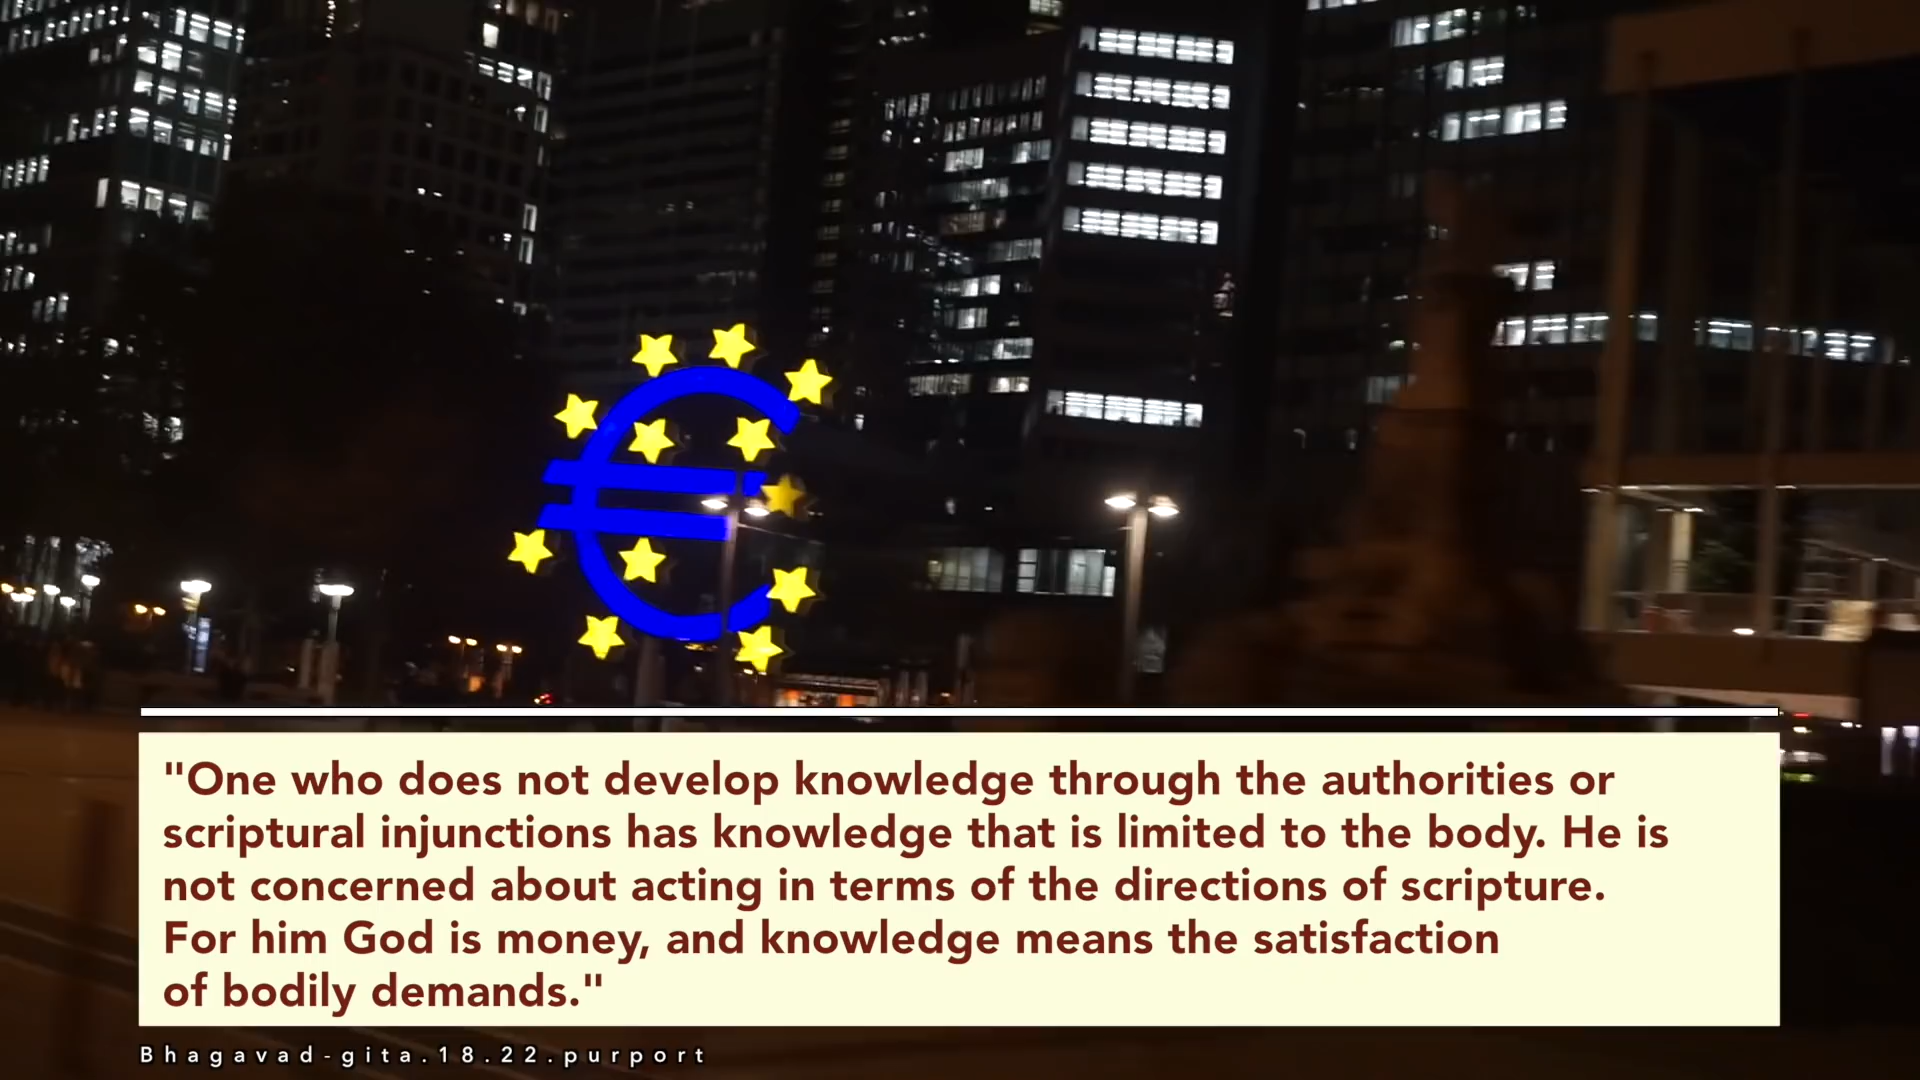 "One who does not develop knowledge through the authorities or
scriptural injunctions has knowledge that is limited to the body. He is
not concerned about acting in terms of the directions of scripture.
For him God is money, and knowledge means the satisfaction
of bodily demands."
Bhagavad-gita.18.22.purport